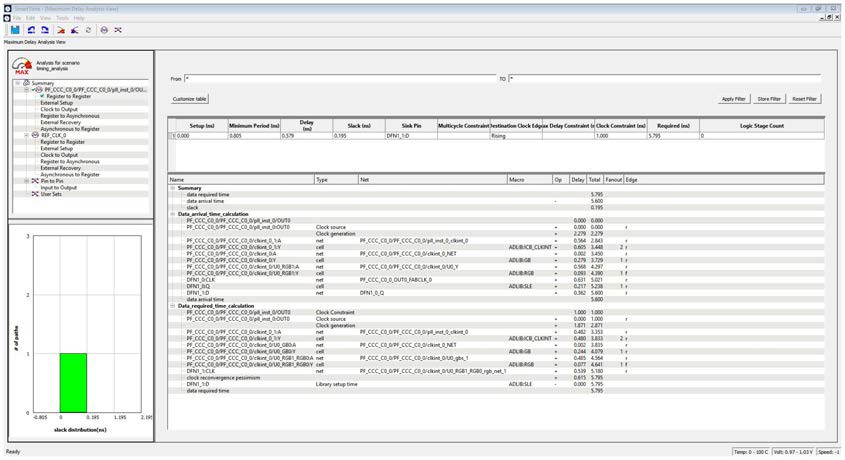 SmartTime - [Maximum Delay Analysis View]
File Edit View Tools Help
Maximum Delay Analysis View
Analysis for scenario
timing_analysis
MAX
Summary
PF_CCC_C0_0/PF_CCC_C0_0/pll_inst_0/OU...
Register to Register
External Setup
Clock to Output
Register to Asynchronous
External Recovery
Asynchronous to Register
REF_CLK_0
Register to Register
External Setup
Clock to Output
Register to Asynchronous
External Recovery
Asynchronous to Register
Pin to Pin
Input to Output
User Sets
From * TO *
Customize table Apply Filter Store Filter Reset Filter
Setup (ns) Minimum Period (ns) Delay (ns) Slack (ns) Sink Pin Multicycle Constraint Destination Clock Edge Max Delay Constraint (ns) Clock Constraint (ns) Required (ns) Logic Stage Count
1 0.000 0.805 0.579 0.195 DFN1_1:D Rising 1.000 5.795 0
Name Type Net Macro Op Delay Total Fanout Edge
Summary
data required time 5.795
data arrival time - 5.600
slack 0.195
Data_arrival_time_calculation
PF_CCC_C0_0/PF_CCC_C0_0/pll_inst_0/OUT0 0.000 0.000
PF_CCC_C0_0/PF_CCC_C0_0/pll_inst_0:OUT0 Clock source + 0.000 0.000 r
Clock generation + 2.279 2.279
PF_CCC_C0_0/PF_CCC_C0_0/clkint_0_1:A net PF_CCC_C0_0/PF_CCC_C0_0/pll_inst_0_clkint_0 + 0.564 2.843 r
PF_CCC_C0_0/PF_CCC_C0_0/clkint_0_1:Y cell ADLIB:ICB_CLKINT + 0.605 3.448 2 r
PF_CCC_C0_0/PF_CCC_C0_0/clkint_0:A net PF_CCC_C0_0/PF_CCC_C0_0/clkint_0_NET + 0.002 3.450 r
PF_CCC_C0_0/PF_CCC_C0_0/clkint_0:Y cell ADLIB:GB + 0.279 3.729 1 r
PF_CCC_C0_0/PF_CCC_C0_0/clkint_0/U0_RGB1:A net PF_CCC_C0_0/PF_CCC_C0_0/clkint_0/U0_Y + 0.568 4.297 r
PF_CCC_C0_0/PF_CCC_C0_0/clkint_0/U0_RGB1:Y cell ADLIB:RGB + 0.093 4.390 1 f
DFN1_0:CLK net PF_CCC_C0_0_OUT0_FABCLK_0 + 0.631 5.021 r
DFN1_0:Q cell ADLIB:SLE + 0.217 5.238 1 r
DFN1_1:D net DFN1_0_Q + 0.362 5.600 r
data arrival time 5.600
Data_required_time_calculation
PF_CCC_C0_0/PF_CCC_C0_0/pll_inst_0/OUT0 Clock Constraint 1.000 1.000
PF_CCC_C0_0/PF_CCC_C0_0/pll_inst_0:OUT0 Clock source + 0.000 1.000 r
Clock generation + 1.871 2.871
PF_CCC_C0_0/PF_CCC_C0_0/clkint_0_1:A net PF_CCC_C0_0/PF_CCC_C0_0/pll_inst_0_clkint_0 + 0.482 3.353 r
PF_CCC_C0_0/PF_CCC_C0_0/clkint_0_1:Y cell ADLIB:ICB_CLKINT + 0.480 3.833 2 r
PF_CCC_C0_0/PF_CCC_C0_0/clkint_0/U0_GB0:A net PF_CCC_C0_0/PF_CCC_C0_0/clkint_0_NET + 0.002 3.835 r
PF_CCC_C0_0/PF_CCC_C0_0/clkint_0/U0_GB0:Y cell ADLIB:GB + 0.244 4.079 1 r
PF_CCC_C0_0/PF_CCC_C0_0/clkint_0/U0_RGB1_RGB0:A net PF_CCC_C0_0/PF_CCC_C0_0/clkint_0/U0_gbs_1 + 0.485 4.564 r
PF_CCC_C0_0/PF_CCC_C0_0/clkint_0/U0_RGB1_RGB0:Y cell ADLIB:RGB + 0.077 4.641 1 f
DFN1_1:CLK net PF_CCC_C0_0/PF_CCC_C0_0/clkint_0/U0_RGB1_RGB0_rgb_net_1 + 0.539 5.180 r
clock reconvergence pessimism + 0.615 5.795
DFN1_1:D Library setup time ADLIB:SLE - 0.000 5.795
data required time 5.795
# of paths
3
2
1
0
-0.805 0 0.195 1.195 2.195
slack distribution(ns)
Ready Temp: 0 - 100 C Volt: 0.97 - 1.03 V Speed: -1